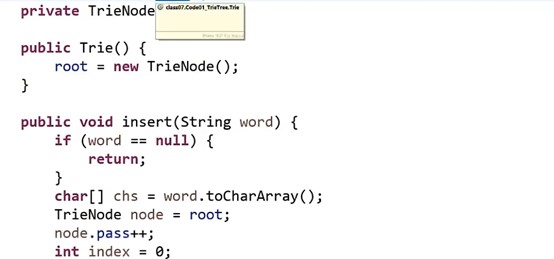 private TrieNode
class07.Code01_TrieTree.Trie
public Trie() {
root = new TrieNode();
}
public void insert(String word) {
if (word == null) {
return;
}
char[] chs = word.toCharArray();
TrieNode node = root;
node.pass++;
int index = 0;